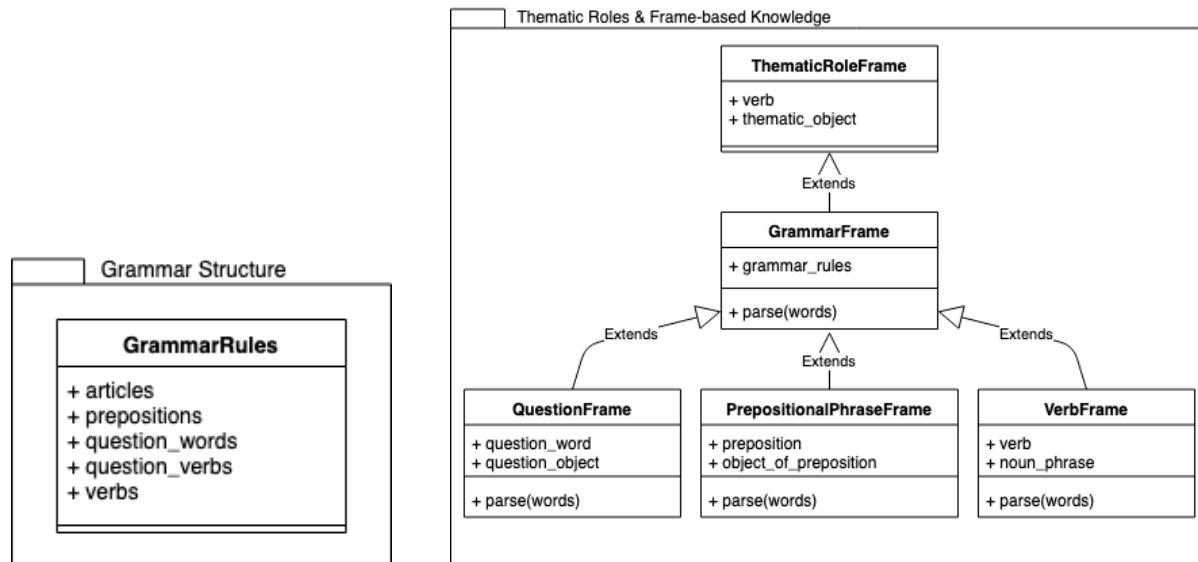 Grammar Structure
GrammarRules
+ articles
+ prepositions
+ question_words
+ question_verbs
+ verbs
Thematic Roles & Frame-based Knowledge
ThematicRoleFrame
+ verb
+ thematic_object
Extends
GrammarFrame
+ grammar_rules
+ parse(words)
Extends
Extends
Extends
QuestionFrame
+ question_word
+ question_object
+ parse(words)
PrepositionalPhraseFrame
+ preposition
+ object_of_preposition
+ parse(words)
VerbFrame
+ verb
+ noun_phrase
+ parse(words)